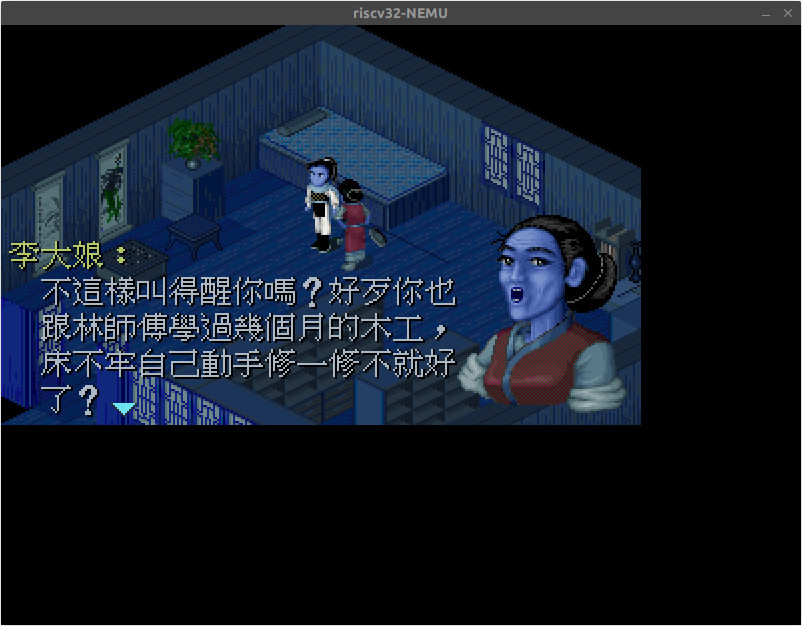 riscv32-NEMU
李大娘：
不這樣叫得醒你嗎？好歹你也
跟林師傅學過幾個月的木工，
床不牢自己動手修一修不就好
了？